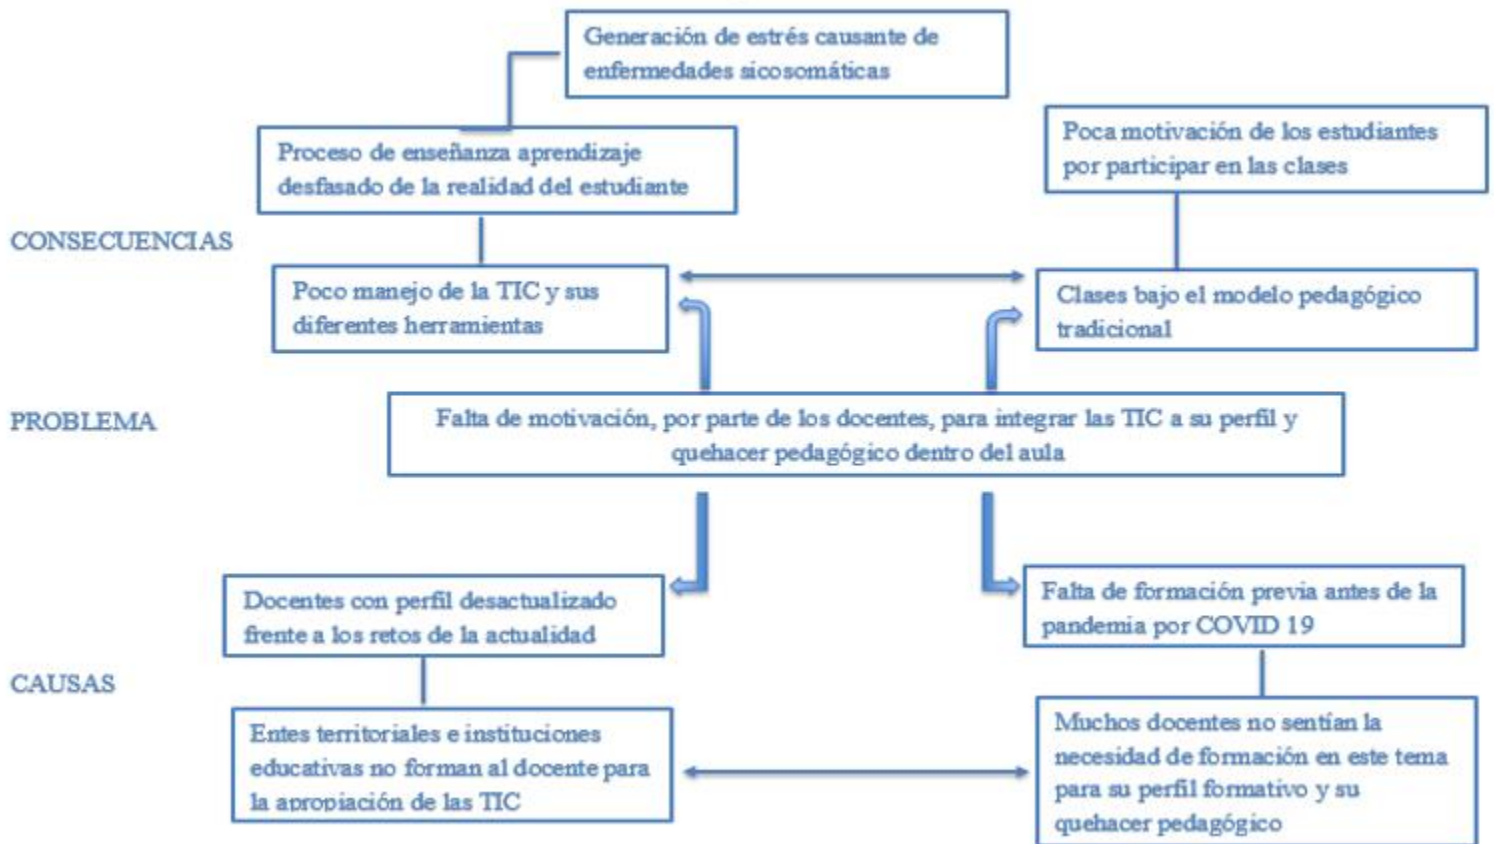 Generación de estrés causante de
enfermedades sicosomáticas
Proceso de enseñanza aprendizaje
desfasado de la realidad del estudiante
Poca motivación de los estudiantes
por participar en las clases
CONSECUENCIAS
Poco manejo de la TIC y sus
diferentes herramientas
Clases bajo el modelo pedagógico
tradicional
PROBLEMA
Falta de motivación, por parte de los docentes, para integrar las TIC a su perfil y
quehacer pedagógico dentro del aula
Docentes con perfil desactualizado
frente a los retos de la actualidad
Falta de formación previa antes de la
pandemia por COVID 19
CAUSAS
Entes territoriales e instituciones
educativas no forman al docente para
la apropiación de las TIC
Muchos docentes no sentían la
necesidad de formación en este tema
para su perfil formativo y su
quehacer pedagógico